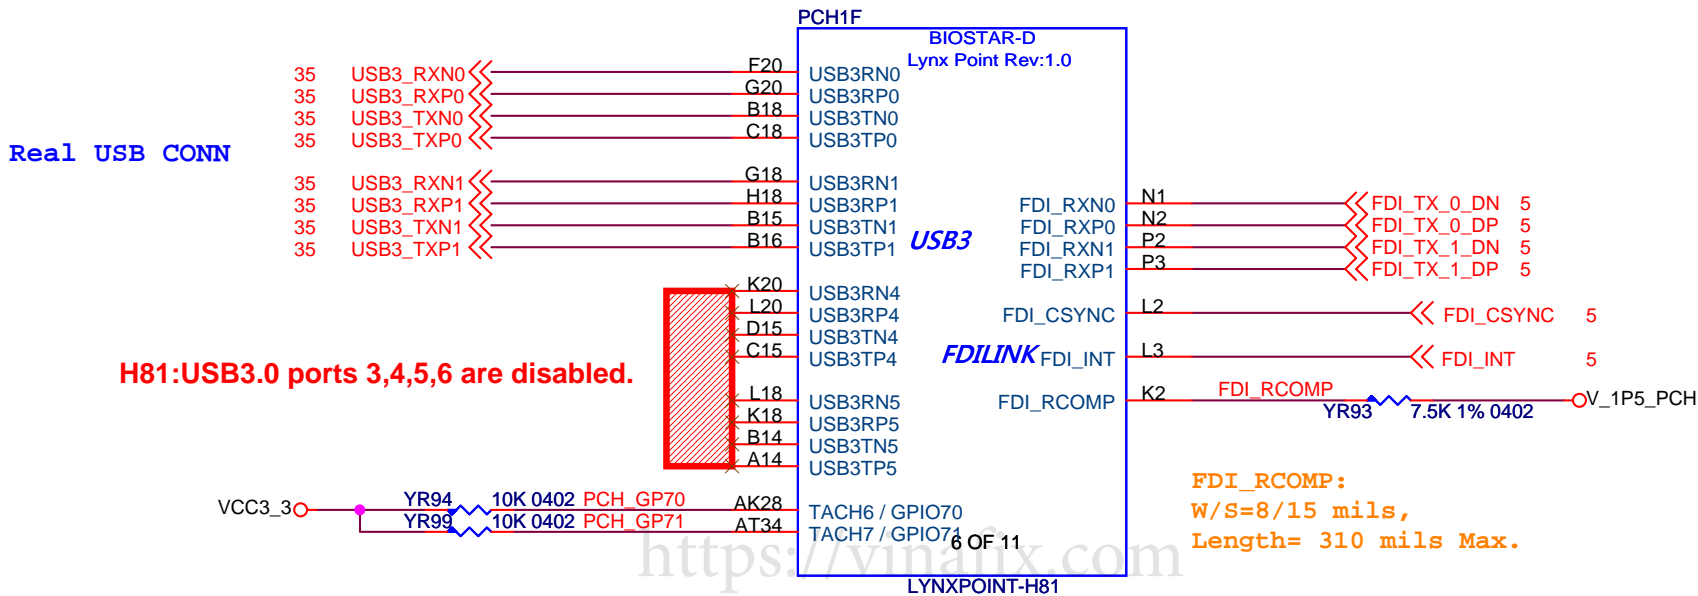 PCH1F
BIOSTAR-D
Lynx Point Rev:1.0
Real USB CONN
35 USB3_RXN0 F20 USB3RN0
35 USB3_RXP0 G20 USB3RP0
35 USB3_TXN0 B18 USB3TN0
35 USB3_TXP0 C18 USB3TP0
35 USB3_RXN1 G18 USB3RN1
35 USB3_RXP1 H18 USB3RP1
35 USB3_TXN1 B15 USB3TN1
35 USB3_TXP1 B16 USB3TP1
USB3
K20 USB3RN4
L20 USB3RP4
D15 USB3TN4
C15 USB3TP4
H81:USB3.0 ports 3,4,5,6 are disabled.
L18 USB3RN5
K18 USB3RP5
B14 USB3TN5
A14 USB3TP5
VCC3_3
YR94 10K 0402 PCH_GP70 AK28 TACH6 / GPIO70
YR99 10K 0402 PCH_GP71 AT34 TACH7 / GPIO71
FDI_RXN0 N1 FDI_TX_0_DN 5
FDI_RXP0 N2 FDI_TX_0_DP 5
FDI_RXN1 P2 FDI_TX_1_DN 5
FDI_RXP1 P3 FDI_TX_1_DP 5
FDI_CSYNC L2 FDI_CSYNC 5
FDILINK
FDI_INT L3 FDI_INT 5
FDI_RCOMP K2 FDI_RCOMP YR93 7.5K 1% 0402 V_1P5_PCH
FDI_RCOMP:
W/S=8/15 mils,
Length= 310 mils Max.
6 OF 11
https://vinafix.com
LYNXPOINT-H81